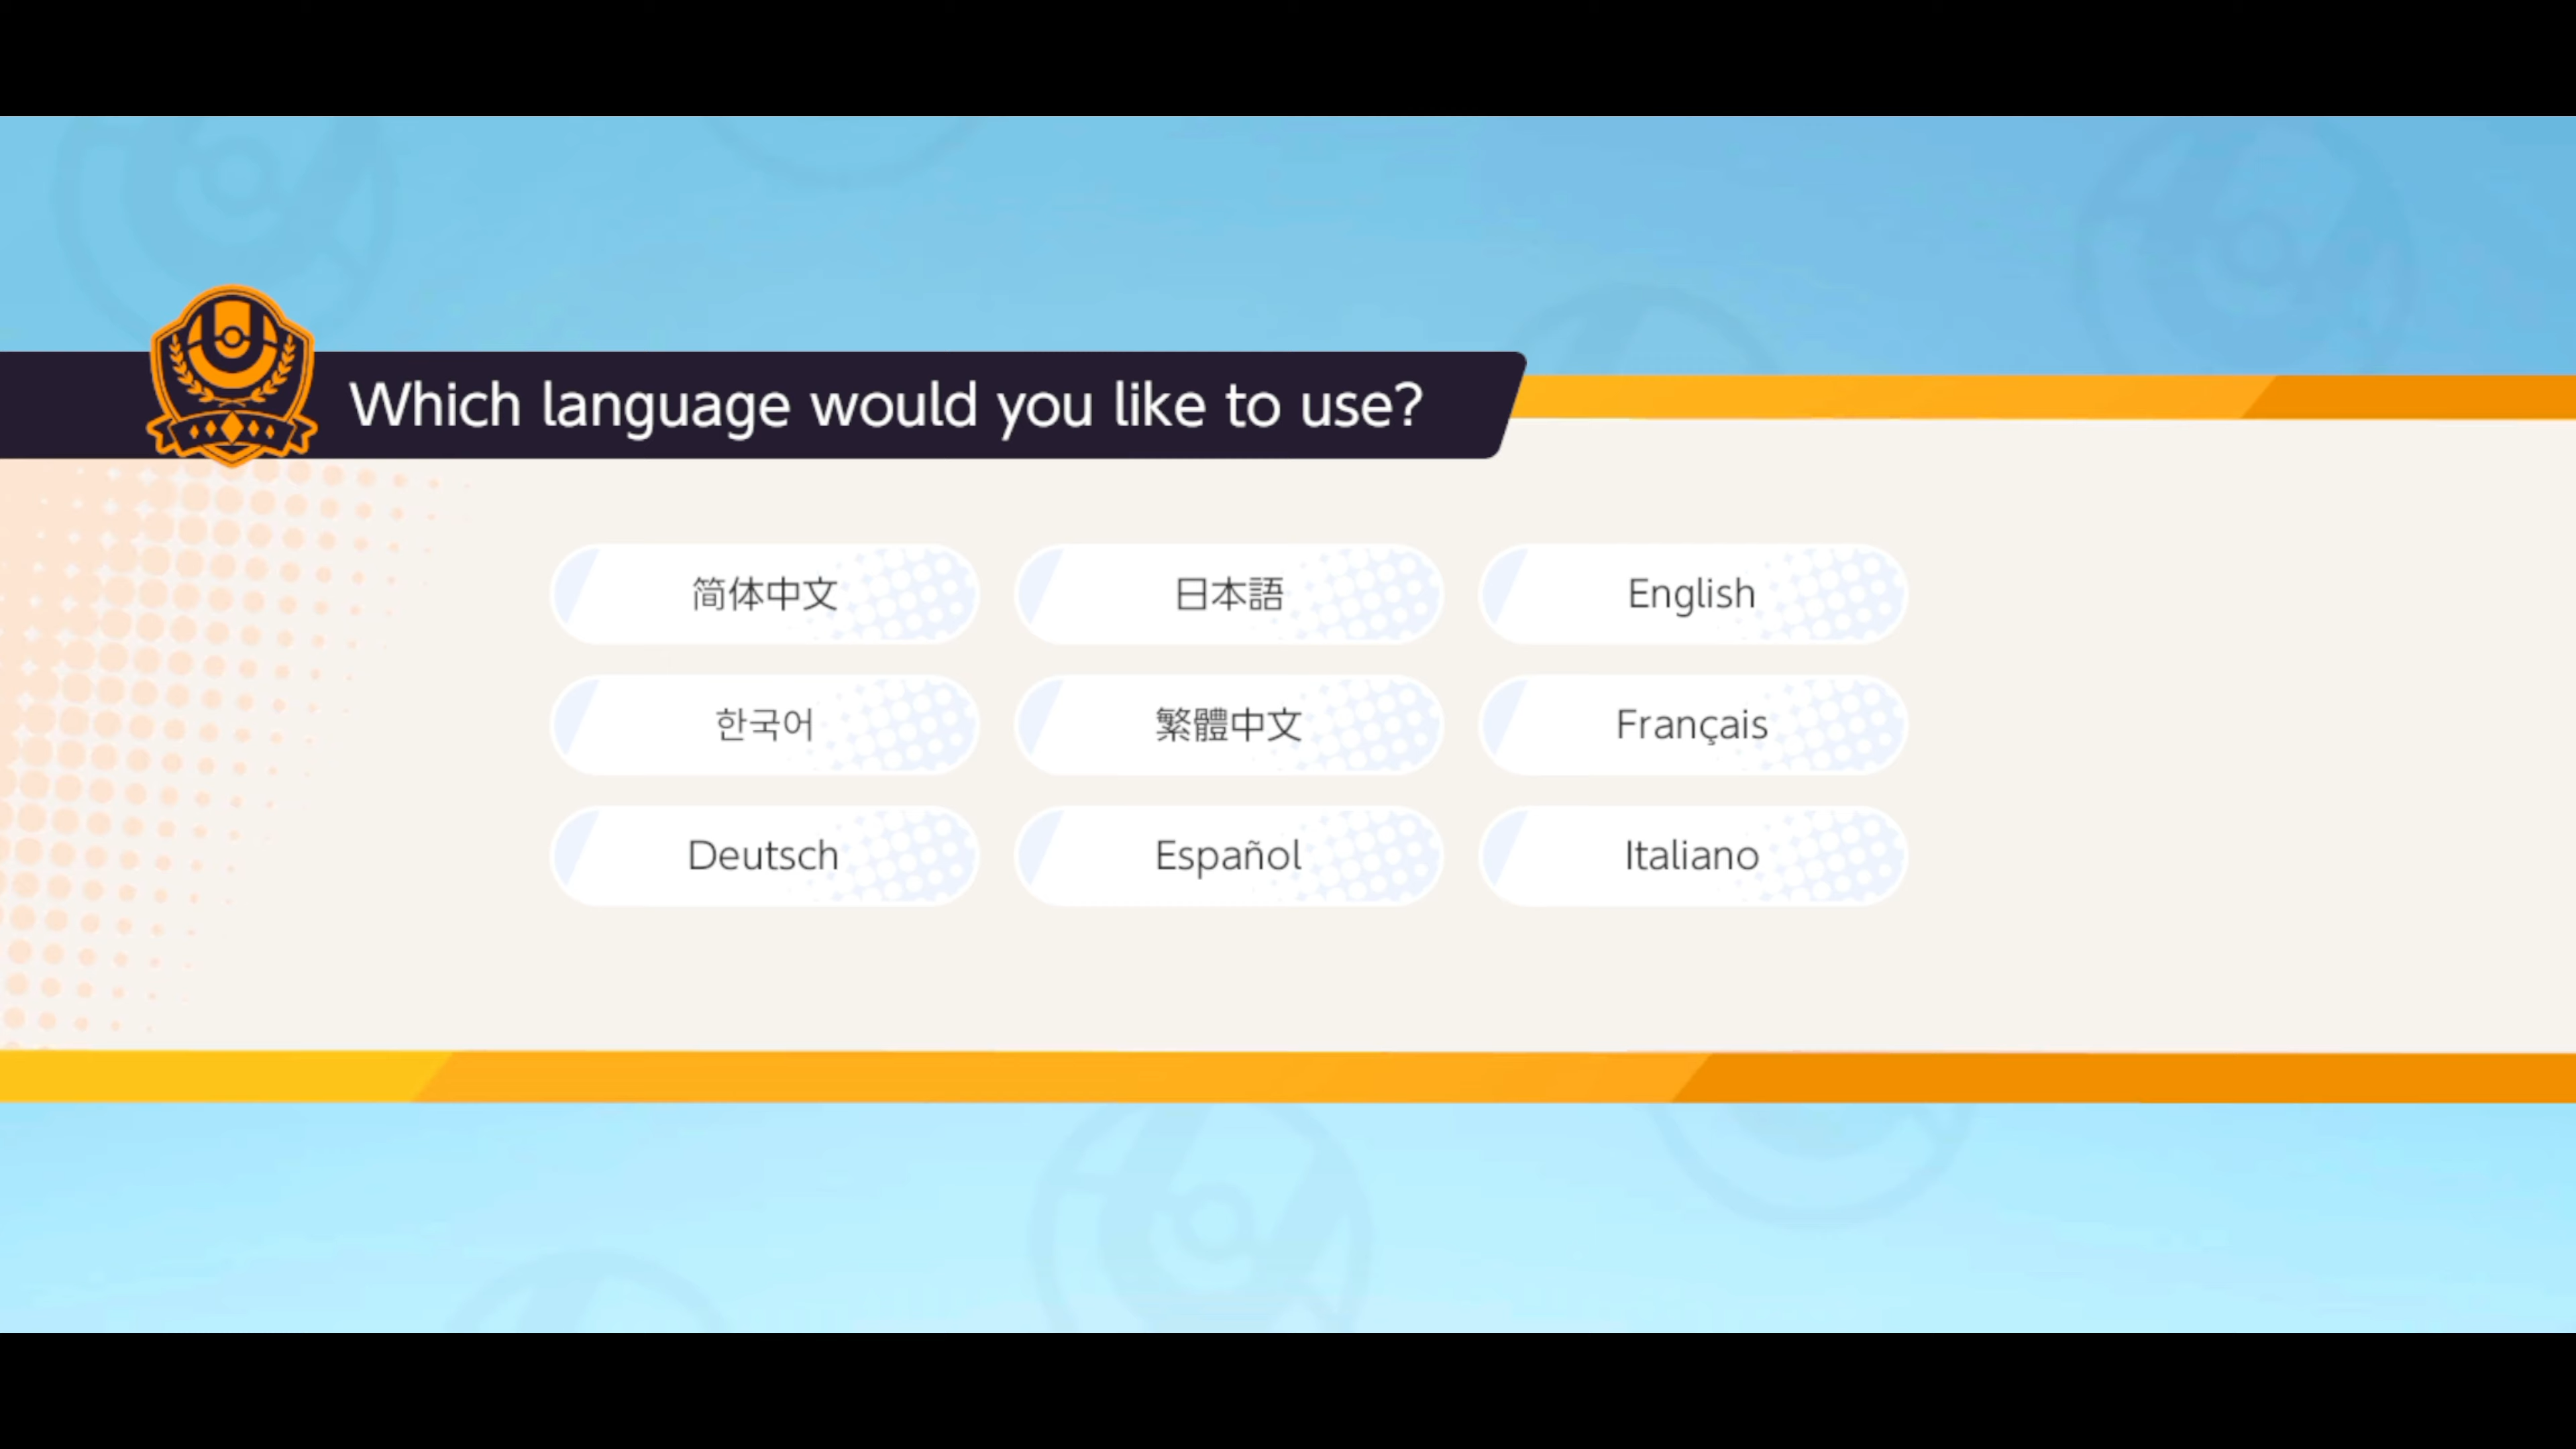 Which language would you like to use?
简体中文
日本語
English
한국어
繁體中文
Français
Deutsch
Español
Italiano